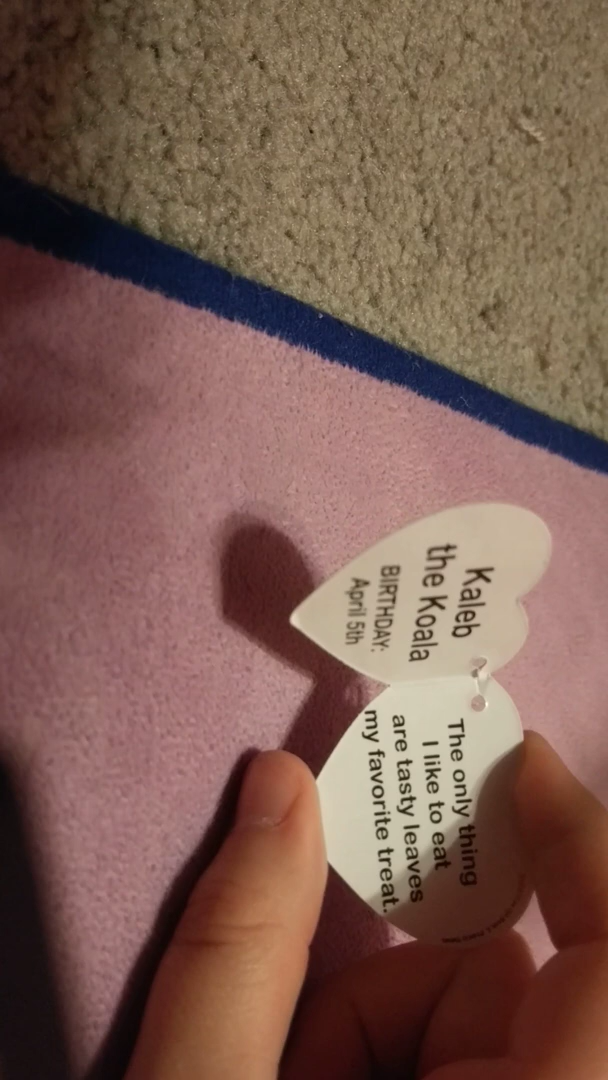 Kaleb
the Koala
BIRTHDAY:
April 5th
The only thing
I like to eat
are tasty leaves
my favorite treat.